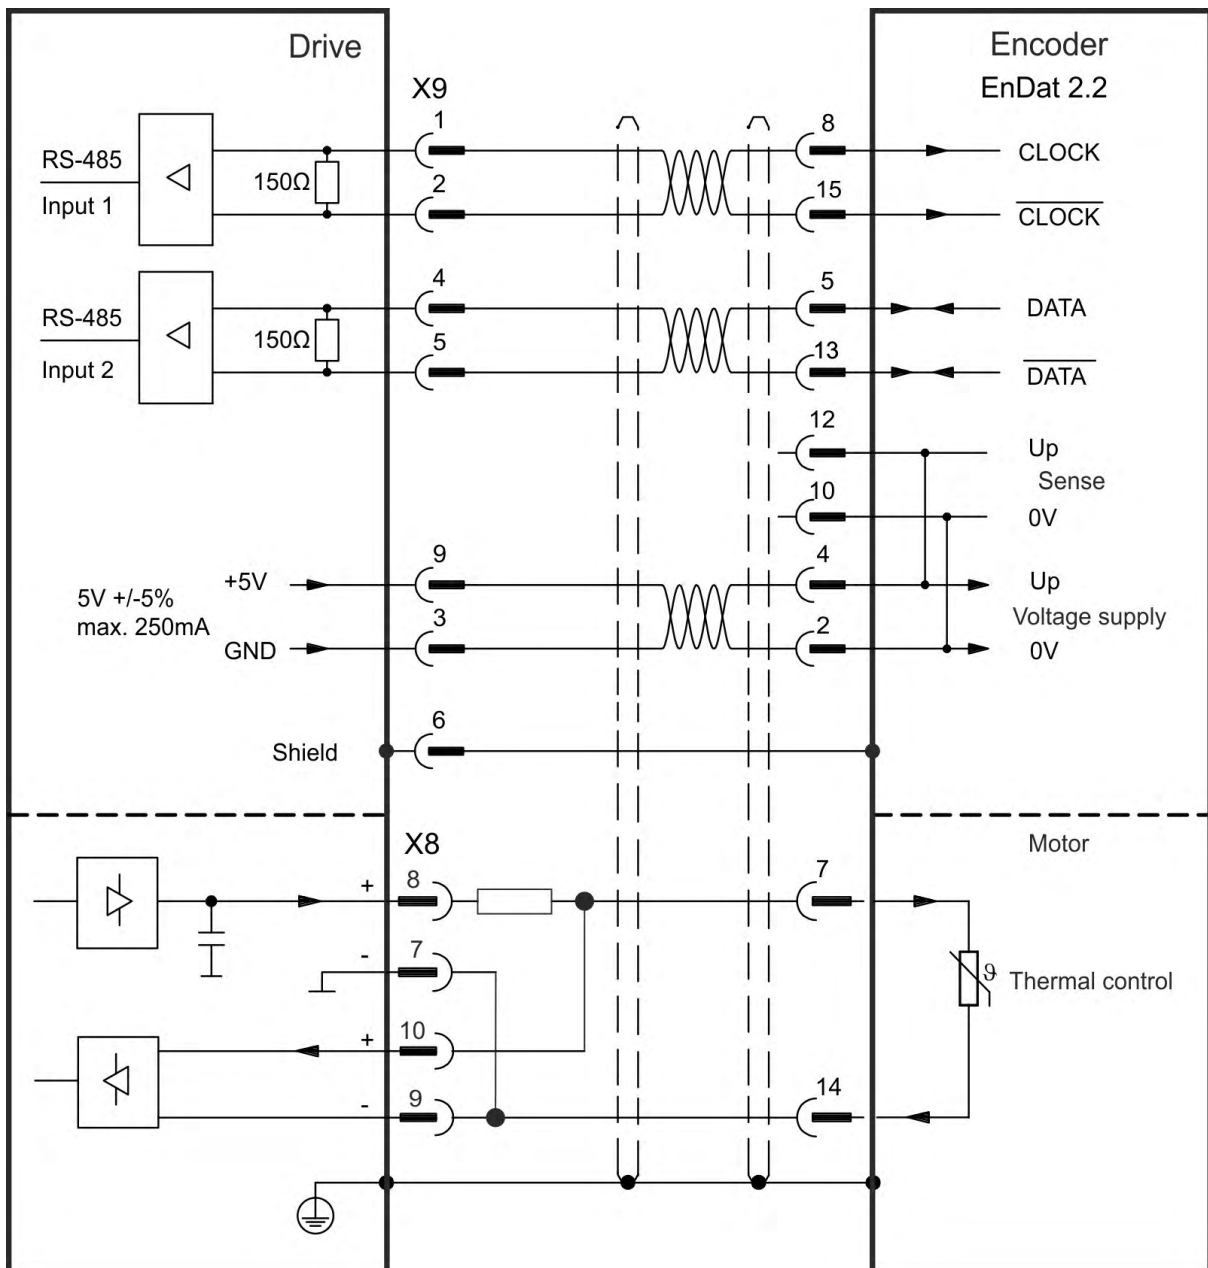 Drive
Encoder
EnDat 2.2
X9
1
8
RS-485
Input 1
150Ω
CLOCK
2
15
CLOCK
4
5
RS-485
Input 2
150Ω
DATA
5
13
DATA
12
Up
Sense
10
0V
9
4
+5V
Up
5V +/-5%
max. 250mA
Voltage supply
3
2
GND
0V
6
Shield
X8
Motor
+
8
7
-
7
ϑ
Thermal control
+
10
-
9
14